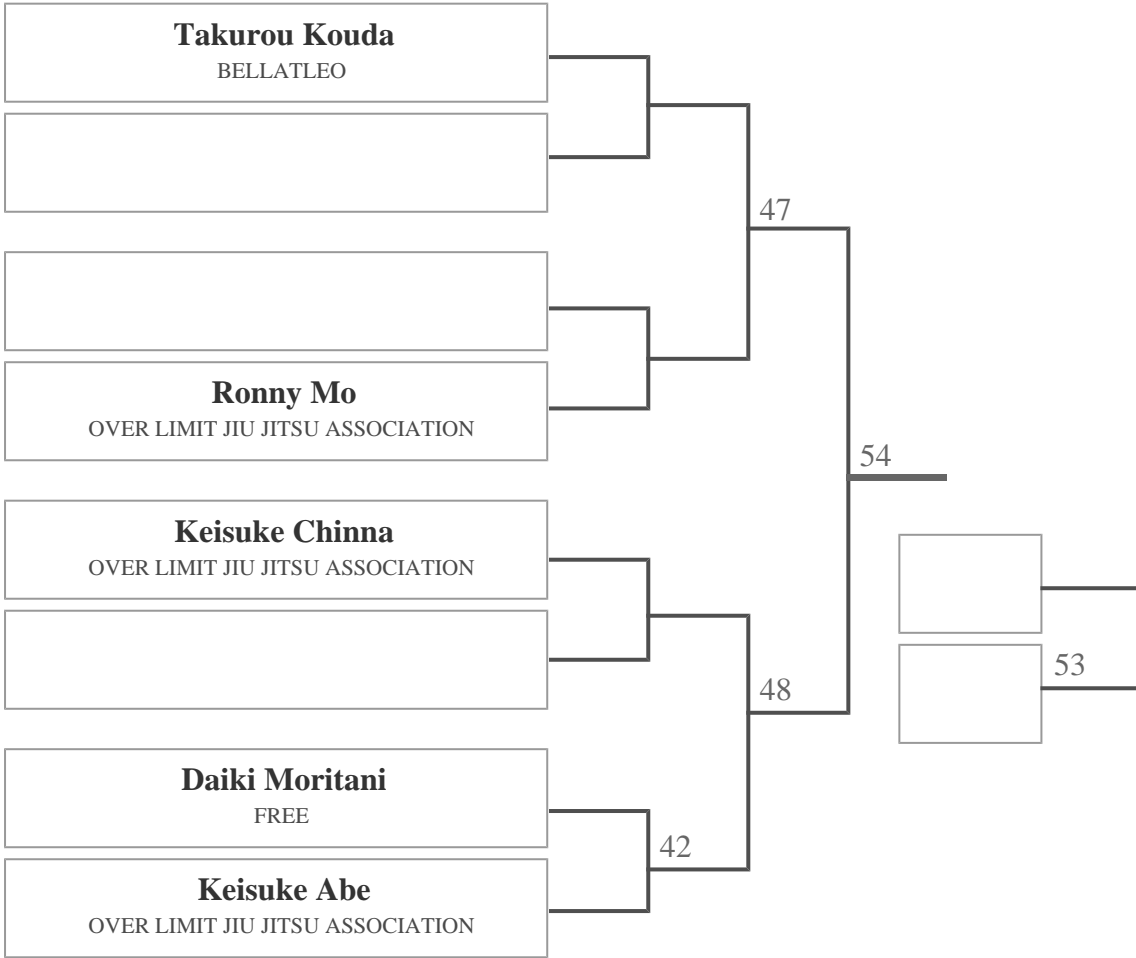 Takurou Kouda
BELLATLEO
47
Ronny Mo
OVER LIMIT JIU JITSU ASSOCIATION
54
Keisuke Chinna
OVER LIMIT JIU JITSU ASSOCIATION
53
48
Daiki Moritani
FREE
42
Keisuke Abe
OVER LIMIT JIU JITSU ASSOCIATION